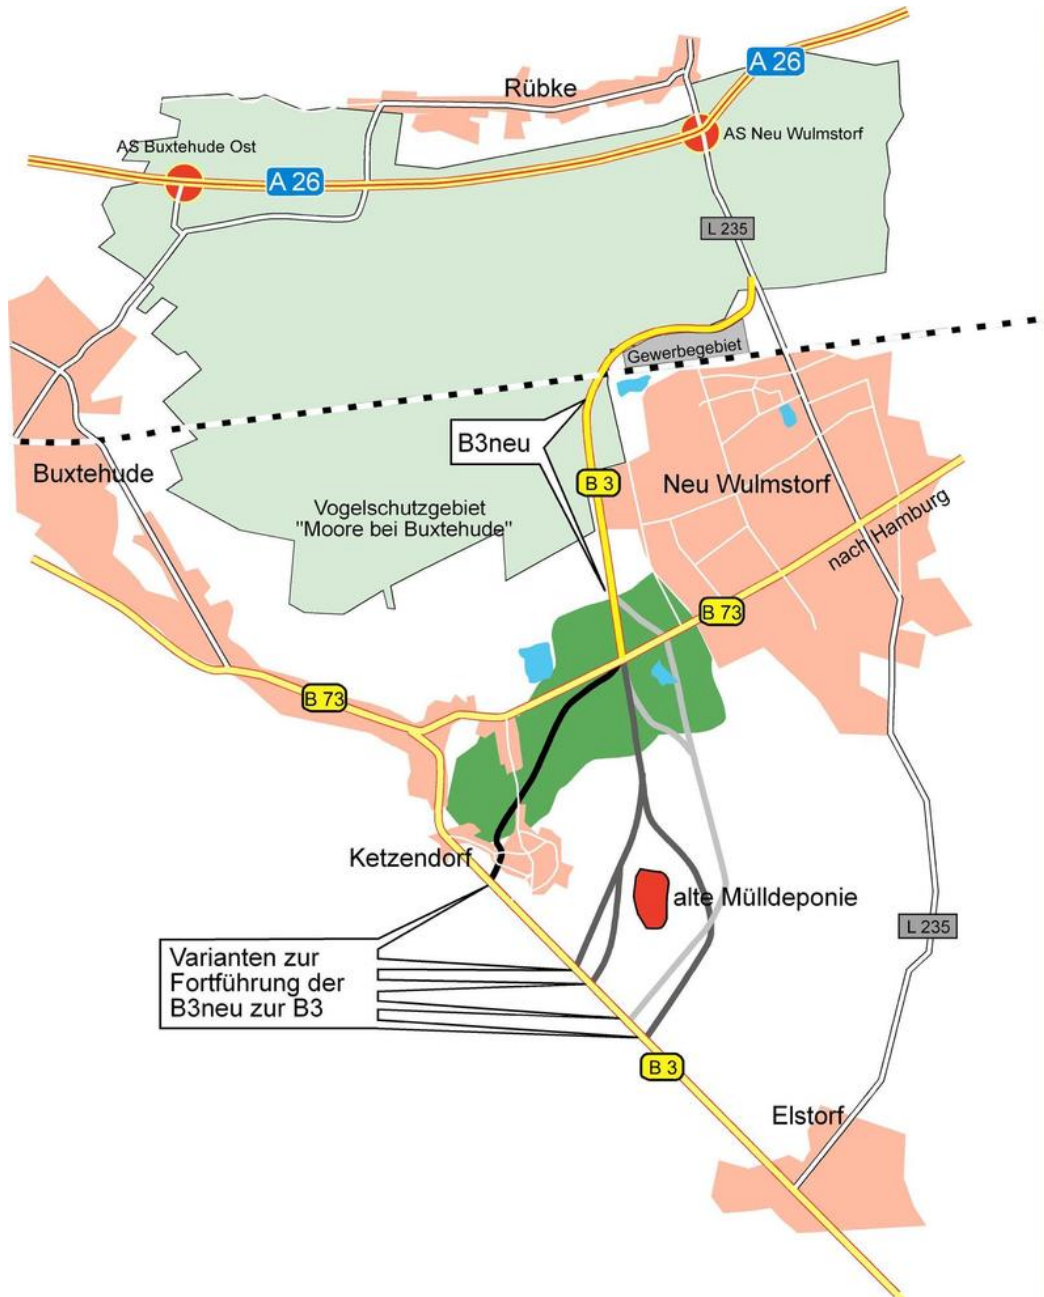 A 26
Rübke
AS Neu Wulmstorf
AS Buxtehude Ost
A 26
L 235
Gewerbegebiet
B3neu
Buxtehude
B 3
Neu Wulmstorf
Vogelschutzgebiet
"Moore bei Buxtehude"
nach Hamburg
B 73
B 73
Ketzendorf
alte Mülldeponie
L 235
Varianten zur
Fortführung der
B3neu zur B3
B 3
Elstorf